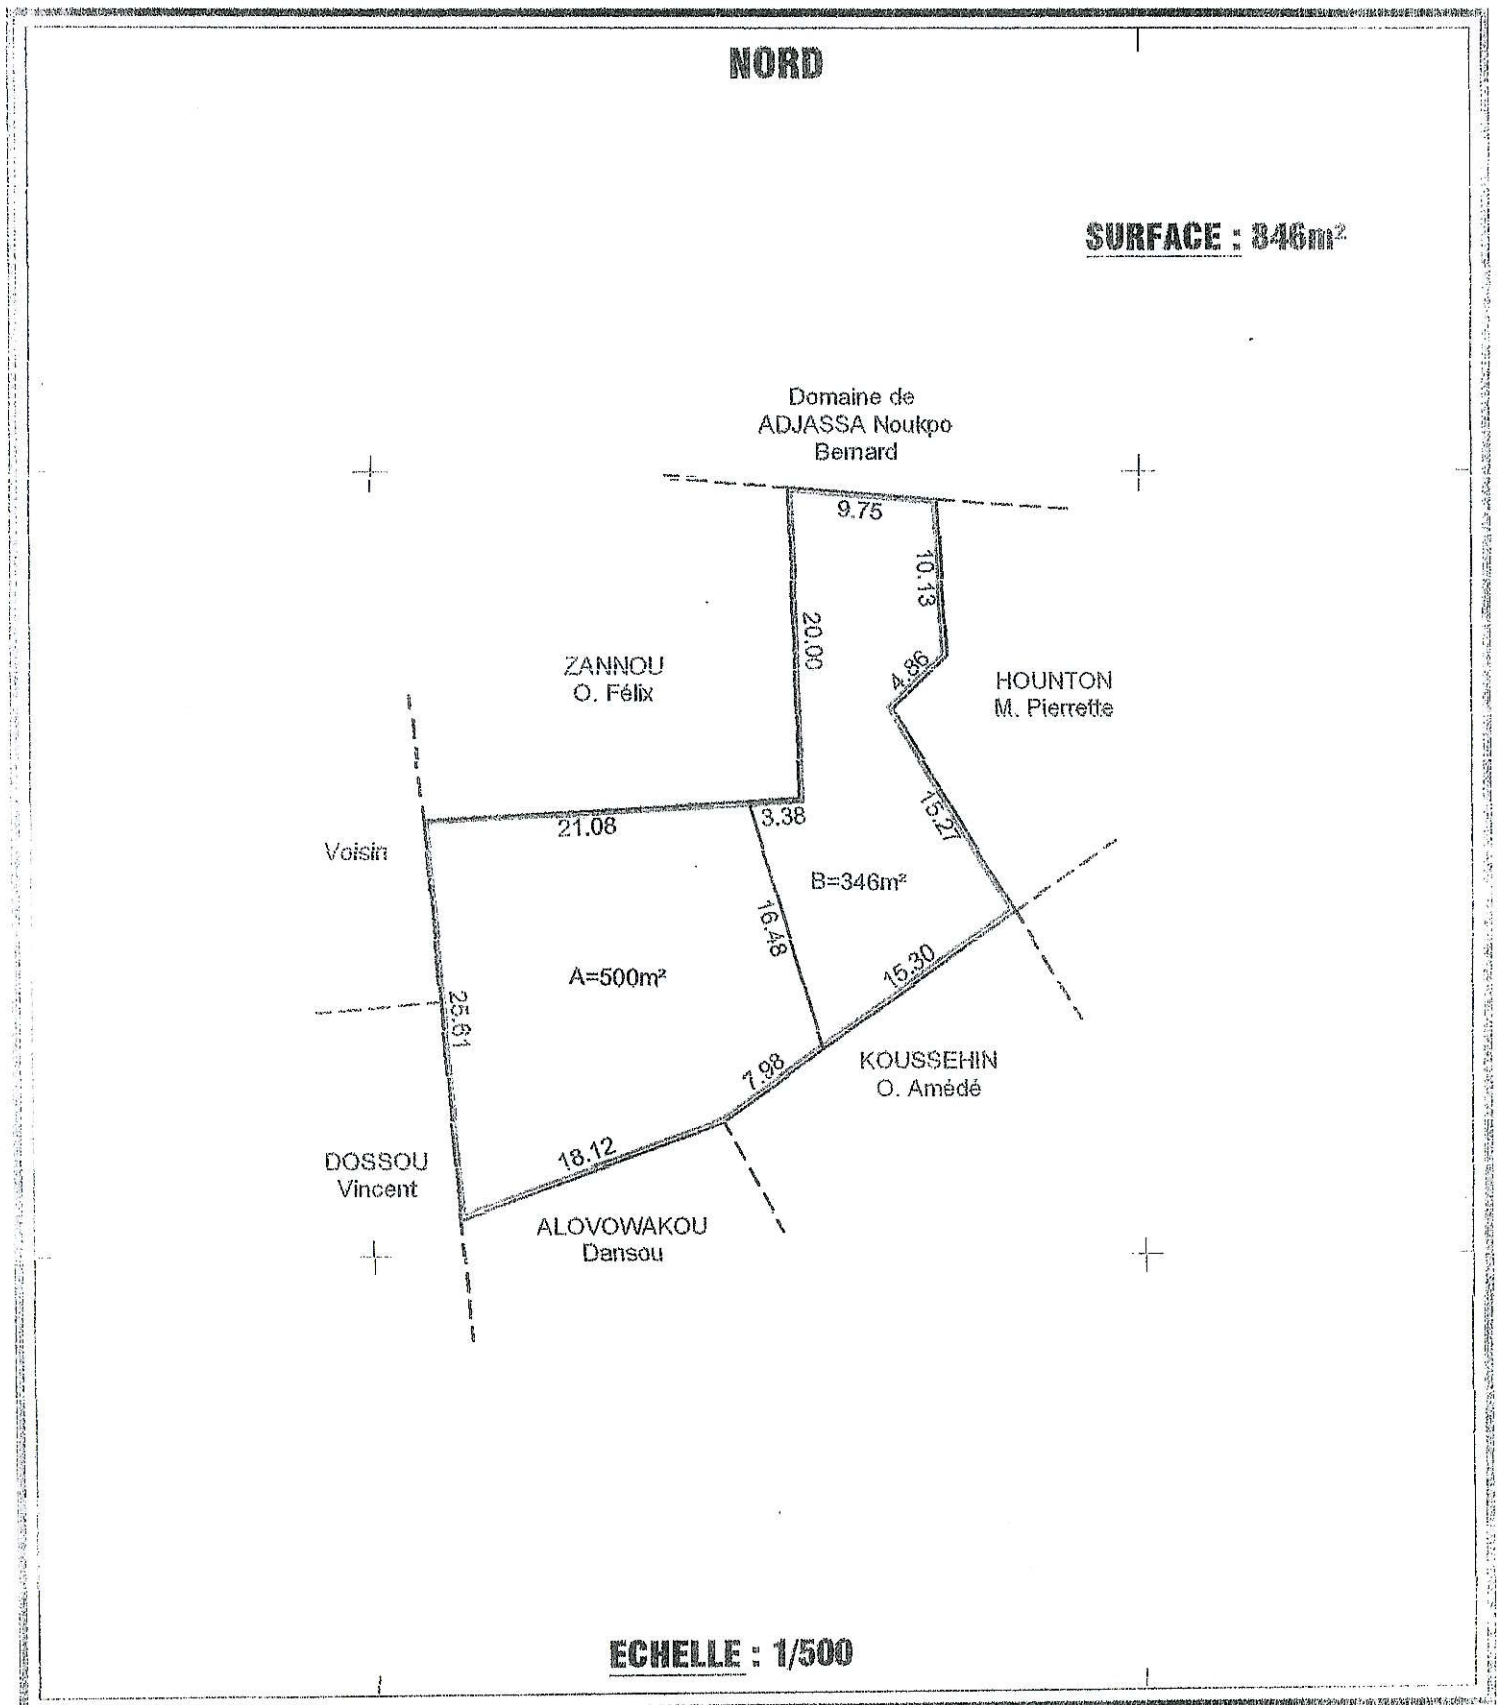 NORD
SURFACE : 846m²
Domaine de
ADJASSA Noukpo
Bernard
9.75
10.13
20.00
4.86
ZANNOU
O. Félix
HOUNTON
M. Pierrette
15.27
3.38
21.08
Voisin
B=346m²
16.48
15.30
A=500m²
25.61
7.98
KOUSSEHIN
O. Amédé
18.12
DOSSOU
Vincent
ALOVOWAKOU
Dansou
ECHELLE : 1/500